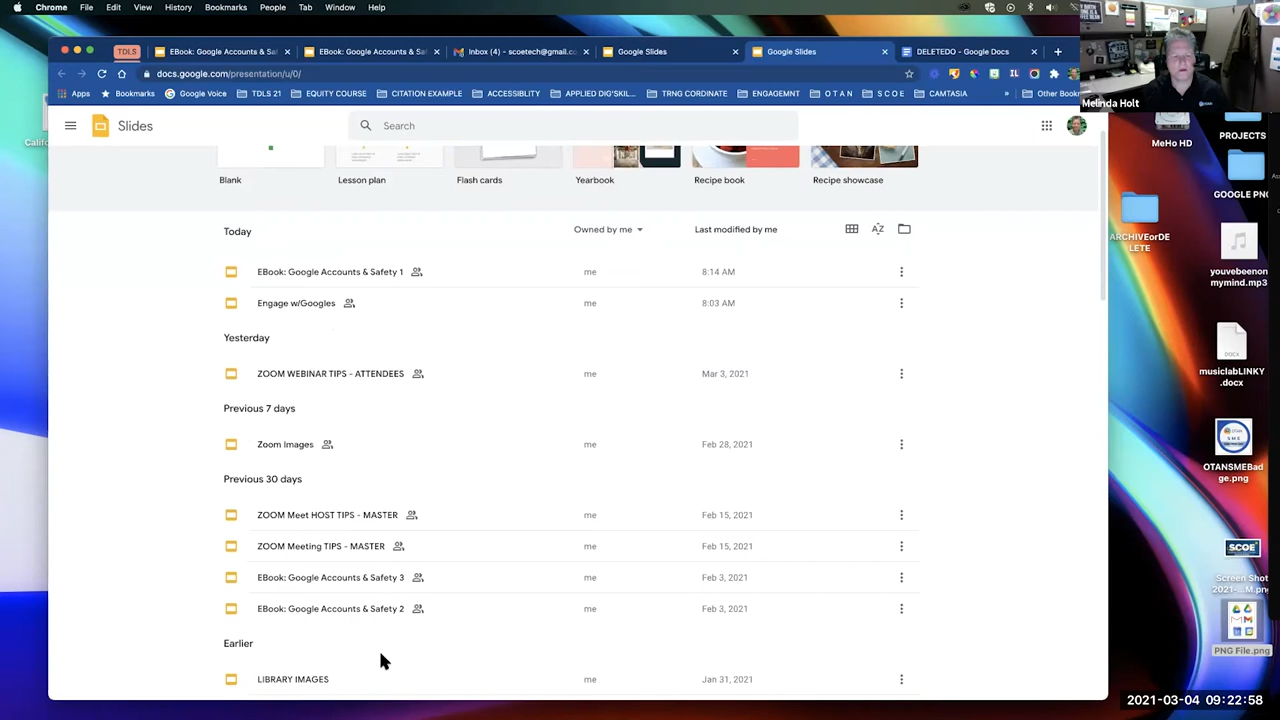 Chrome File Edit View History Bookmarks People Tab Window Help
TDLS EBook: Google Accounts & Sa EBook: Google Accounts & Sa Inbox (4) - scoetech@gmail.co Google Slides Google Slides DELETEDO - Google Docs
docs.google.com/presentation/u/0/
Apps Bookmarks Google Voice TDLS 21 EQUITY COURSE CITATION EXAMPLE ACCESSIBLITY APPLIED DIG'SKIL... TRNG CORDINATE ENGAGEMNT O T A N S C O E CAMTASIA » Other Book
Melinda Holt
Slides
Search
Blank Lesson plan Flash cards Yearbook Recipe book Recipe showcase
Today Owned by me Last modified by me
EBook: Google Accounts & Safety 1 me 8:14 AM
Engage w/Googles me 8:03 AM
Yesterday
ZOOM WEBINAR TIPS - ATTENDEES me Mar 3, 2021
Previous 7 days
Zoom Images me Feb 28, 2021
Previous 30 days
ZOOM Meet HOST TIPS - MASTER me Feb 15, 2021
ZOOM Meeting TIPS - MASTER me Feb 15, 2021
EBook: Google Accounts & Safety 3 me Feb 3, 2021
EBook: Google Accounts & Safety 2 me Feb 3, 2021
Earlier
LIBRARY IMAGES me Jan 31, 2021
Califo
MeHo HD
PROJECTS
GOOGLE PN
ARCHIVEorDE
LETE
youvebeenon
mymind.mp3
DOCX
musiclabLINKY
.docx
OTANSMEBad
ge.png
SCOE
Screen Shot
2021-...M.png
PNG File.png
2021-03-04 09:22:58